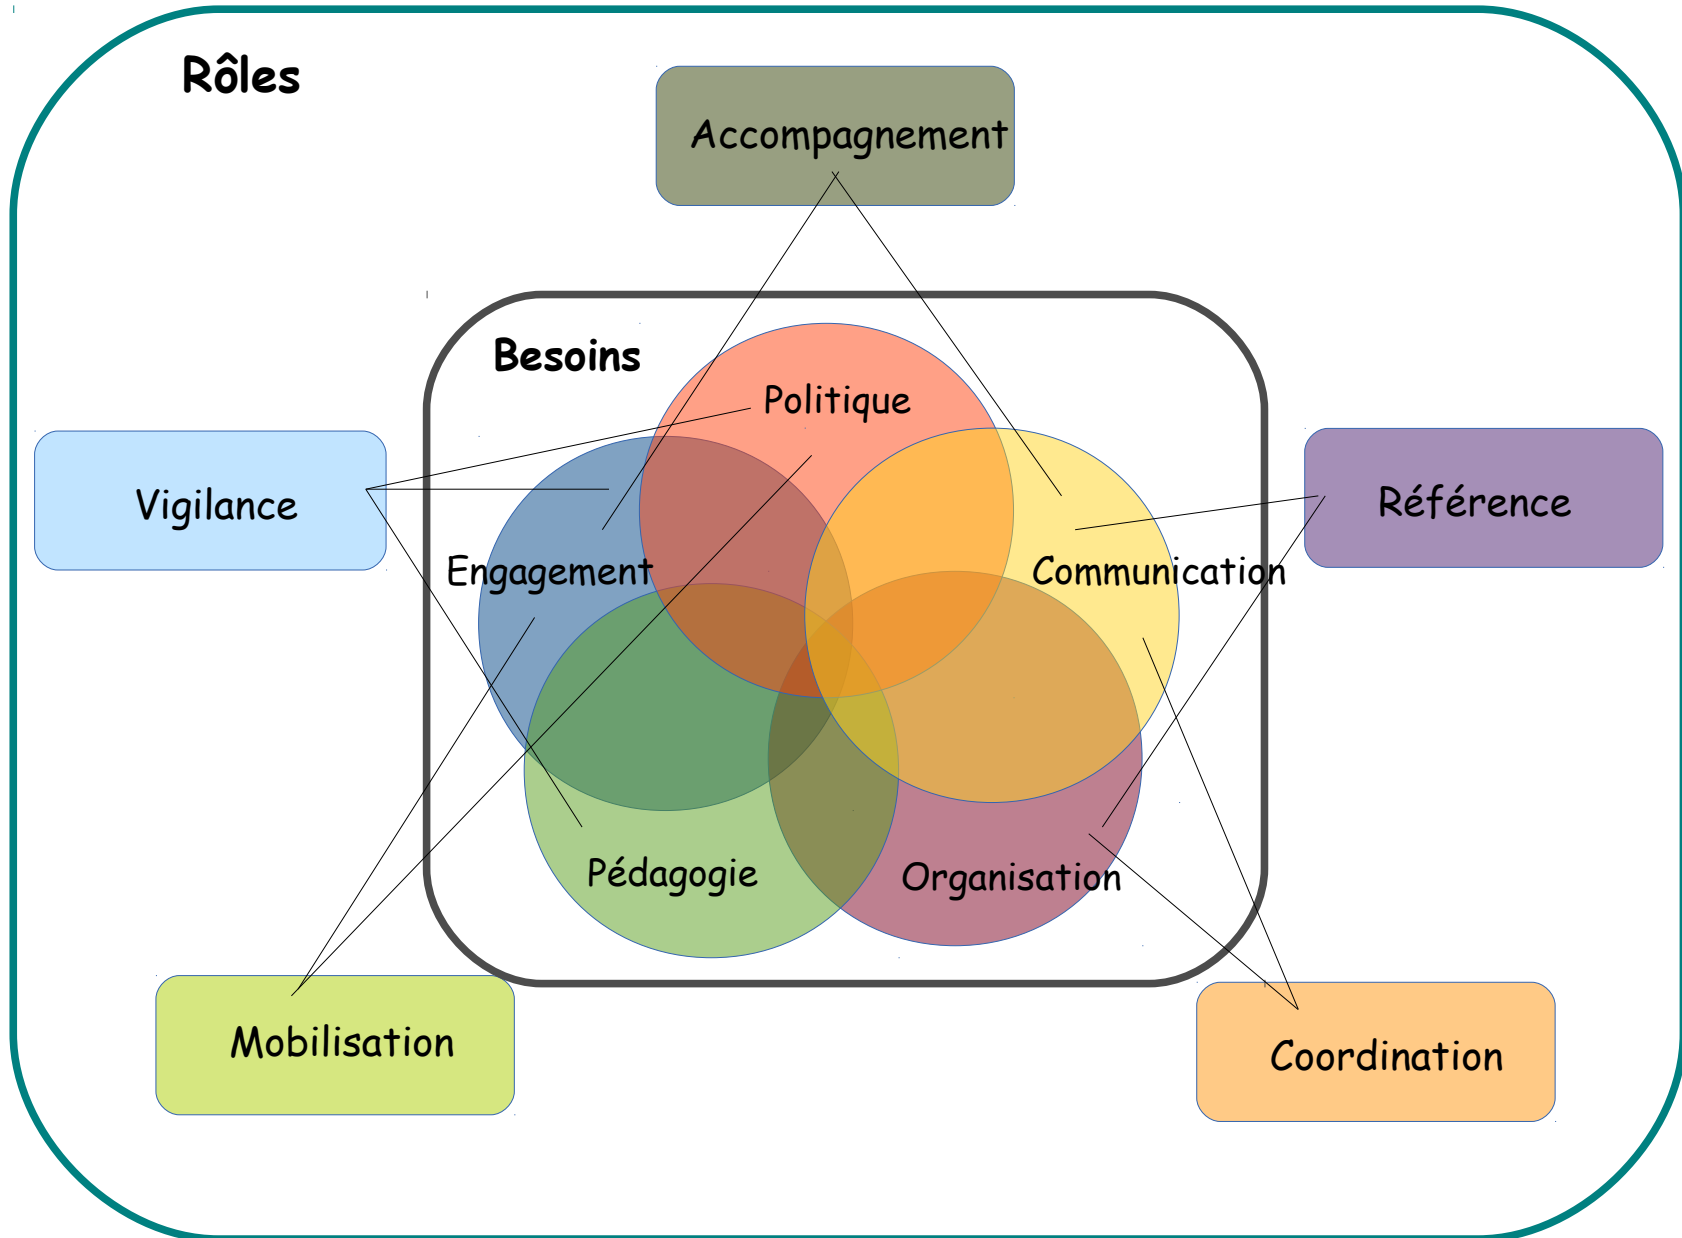 Rôles
Accompagnement
Besoins
Politique
Vigilance
Référence
Engagement
Communication
Pédagogie
Organisation
Mobilisation
Coordination